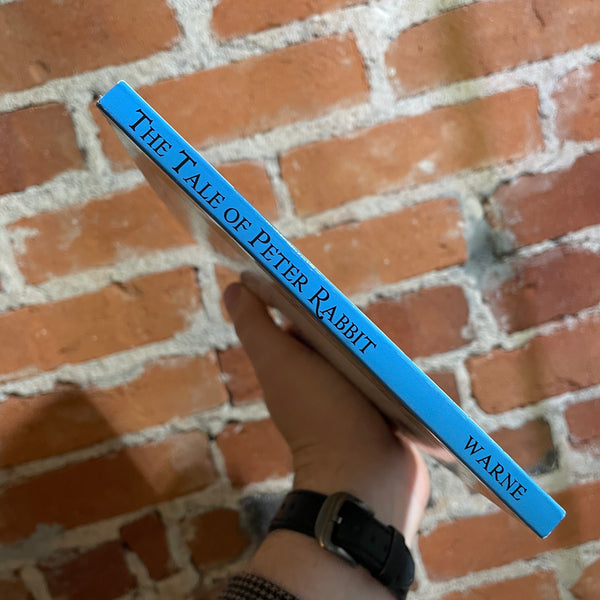 The Tale of Peter Rabbit
WARNE